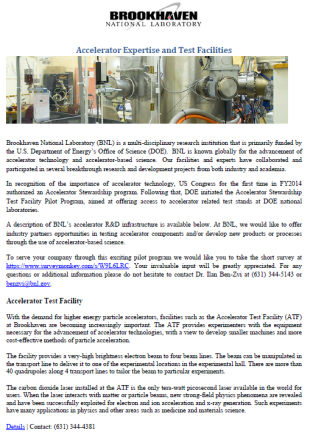 BROOKHAVEN
NATIONAL LABORATORY
Accelerator Expertise and Test Facilities
Brookhaven National Laboratory (BNL) is a multi-disciplinary research institution that is primarily funded by
the U.S. Department of Energy's Office of Science (DOE). BNL is known globally for the advancement of
accelerator technology and accelerator-based science. Our facilities and experts have collaborated and
participated in several breakthrough research and development projects from both industry and academia.
In recognition of the importance of accelerator technology, US Congress for the first time in FY2014
authorized an Accelerator Stewardship program. Following that, DOE initiated the Accelerator Stewardship
Test Facility Pilot Program, aimed at offering access to accelerator related test stands at DOE national
laboratories.
A description of BNL's accelerator R&D infrastructure is available below. At BNL, we would like to offer
industry partners opportunities in testing accelerator components and/or develop new products or processes
through the use of accelerator-based science.
To serve your company through this exciting pilot program we would like you to take the short survey at
https://www.surveymonkey.com/s/W9L6LRC. Your invaluable input will be greatly appreciated. For any
questions or additional information please do not hesitate to contact Dr. Ilan Ben-Zvi at (631) 344-5143 or
benzvi@bnl.gov.
Accelerator Test Facility
With the demand for higher energy particle accelerators, facilities such as the Accelerator Test Facility (ATF)
at Brookhaven are becoming increasingly important. The ATF provides experimenters with the equipment
necessary for the advancement of accelerator technologies, with a view to develop smaller machines and more
cost-effective methods of particle acceleration.
The facility provides a very-high brightness electron beam to four beam lines. The beam can be manipulated in
the transport line to deliver it to one of the experimental locations in the experimental hall. There are more than
40 quadrupoles along 4 transport lines to tailor the beam to particular experiments.
The carbon dioxide laser installed at the ATF is the only tera-watt picosecond laser available in the world for
users. When the laser interacts with matter or particle beams, new strong-field physics phenomena are revealed
and have been successfully exploited for electron and ion acceleration and x-ray generation. Such experiments
have many applications in physics and other areas such as medicine and materials science.
Details | Contact: (631) 344-4381